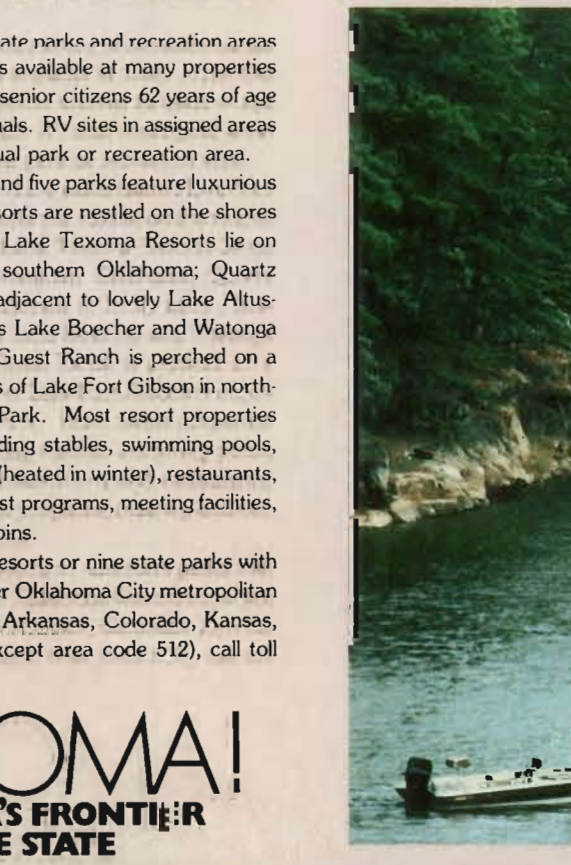 ate parks and recreation areas
s available at many properties
senior citizens 62 years of age
uals. RV sites in assigned areas
ual park or recreation area.
nd five parks feature luxurious
sorts are nestled on the shores
Lake Texoma Resorts lie on
southern Oklahoma; Quartz
adjacent to lovely Lake Altus-
s Lake Boecher and Watonga
Guest Ranch is perched on a
s of Lake Fort Gibson in north-
Park. Most resort properties
ding stables, swimming pools,
(heated in winter), restaurants,
st programs, meeting facilities,
bins.
esorts or nine state parks with
er Oklahoma City metropolitan
Arkansas, Colorado, Kansas,
xcept area code 512), call toll
OMA!
'S FRONTIER
E STATE